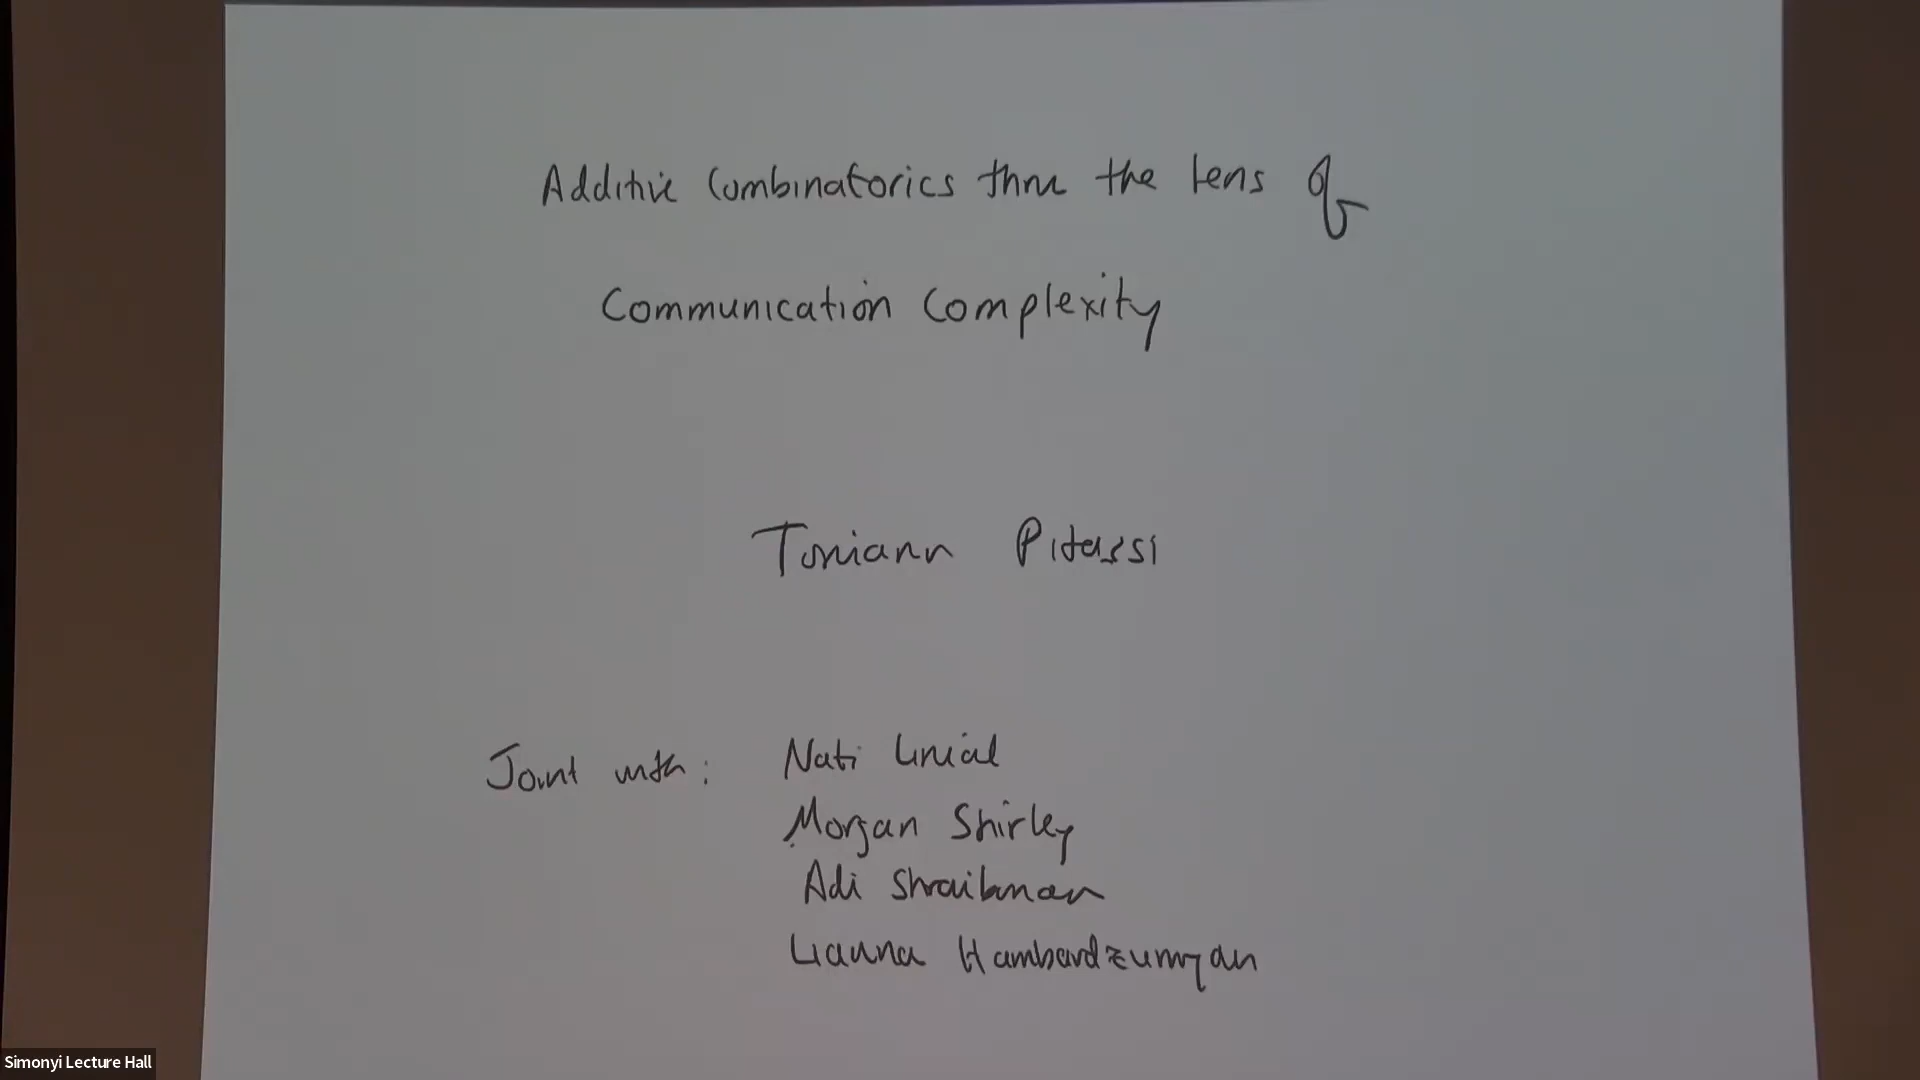 Additive Combinatorics thru the lens of
Communication Complexity
Toniann Pitassi
Joint with: Nati Linial
Morgan Shirley
Adi Shraibman
Lianna Hambardzumyan
Simonyi Lecture Hall